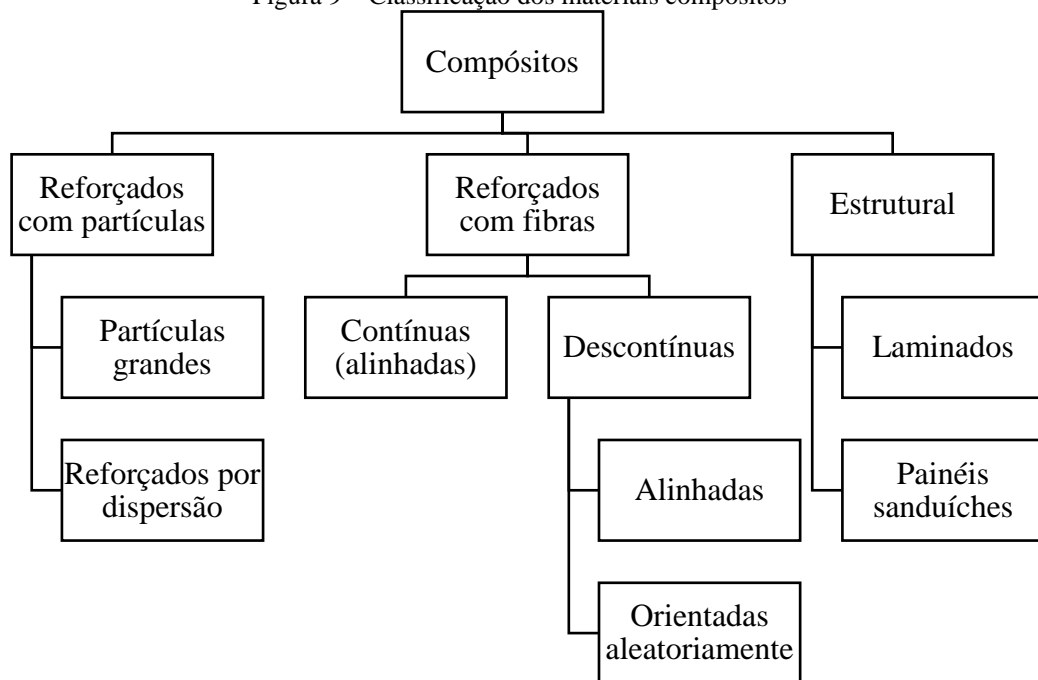 Figura 9 – Classificação dos materiais compósitos
Compósitos
Reforçados
com partículas
Reforçados
com fibras
Estrutural
Partículas
grandes
Contínuas
(alinhadas)
Descontínuas
Laminados
Reforçados por
dispersão
Alinhadas
Painéis
sanduíches
Orientadas
aleatoriamente